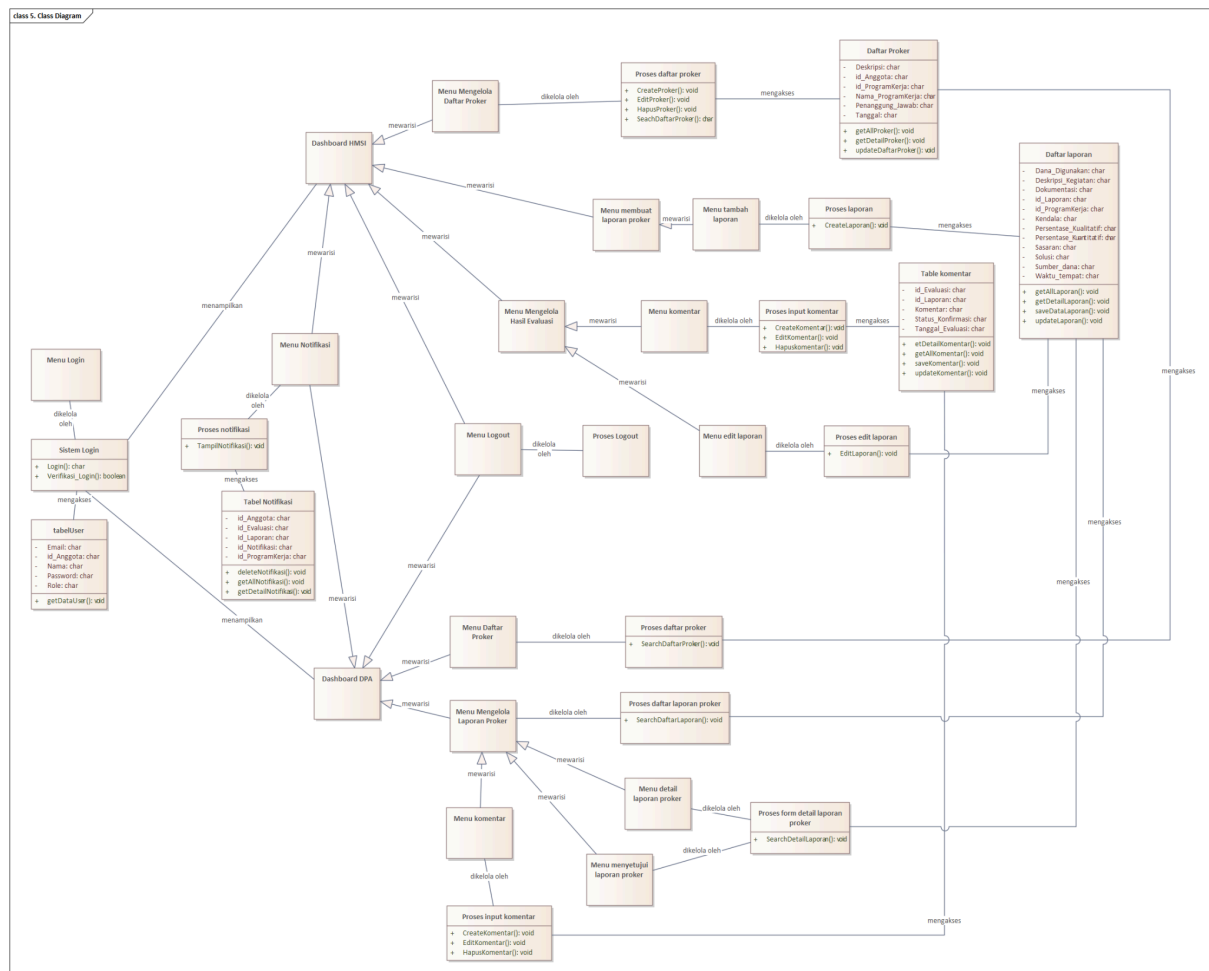 class 5. Class Diagram
Daftar Proker
- Deskripsi: char
- id_Anggota: char
- id_ProgramKerja: char
- Nama_ProgramKerja: char
- Penanggung_Jawab: char
- Tanggal: char
+ getAllProker(): void
+ getDetailProker(): void
+ updateDaftarProker(): void
Proses daftar proker
+ CreateProker(): void
+ EditProker(): void
+ HapusProker(): void
+ SeachDaftarProker(): char
Menu Mengelola
Daftar Proker
dikelola oleh
mengakses
mewarisi
Dashboard HMSI
Daftar laporan
- Dana_Digunakan: char
- Deskripsi_Kegiatan: char
- Dokumentasi: char
- id_Laporan: char
- id_ProgramKerja: char
- Kendala: char
- Persentase_Kualitatif: char
- Persentase_Kuantitatif: char
- Sasaran: char
- Solusi: char
- Sumber_dana: char
- Waktu_tempat: char
+ getAllLaporan(): void
+ getDetailLaporan(): void
+ saveDataLaporan(): void
+ updateLaporan(): void
mewarisi
Menu membuat
laporan proker
mewarisi
Menu tambah
laporan
dikelola oleh
Proses laporan
+ CreateLaporan(): void
mengakses
mewarisi
mewarisi
mewarisi
menampilkan
Table komentar
- id_Evaluasi: char
- id_Laporan: char
- Komentar: char
- Status_Konfirmasi: char
- Tanggal_Evaluasi: char
+ etDetailKomentar(): void
+ getAllKomentar(): void
+ saveKomentar(): void
+ updateKomentar(): void
Menu Mengelola
Hasil Evaluasi
mewarisi
Menu komentar
dikelola oleh
Proses input komentar
+ CreateKomentar(): void
+ EditKomentar(): void
+ Hapuskomentar(): void
mengakses
Menu Notifikasi
Menu Login
dikelola
oleh
mengakses
mengakses
mewarisi
dikelola
oleh
Proses notifikasi
+ TampilNotifikasi(): void
Menu Logout
dikelola
oleh
Proses Logout
Menu edit laporan
dikelola oleh
Proses edit laporan
+ EditLaporan(): void
Sistem Login
+ Login(): char
+ Verifikasi_Login(): boolean
mengakses
mengakses
Tabel Notifikasi
- id_Anggota: char
- id_Evaluasi: char
- id_Laporan: char
- id_Notifikasi: char
- id_ProgramKerja: char
+ deleteNotifikasi(): void
+ getAllNotifikasi(): void
+ getDetailNotifikasi(): void
tabelUser
- Email: char
- id_Anggota: char
- Nama: char
- Password: char
- Role: char
+ getDataUser(): void
mengakses
mewarisi
mewarisi
menampilkan
Menu Daftar
Proker
dikelola oleh
Proses daftar proker
+ SearchDaftarProker(): void
mewarisi
Dashboard DPA
mewarisi
Menu Mengelola
Laporan Proker
dikelola oleh
Proses daftar laporan proker
+ SearchDaftarLaporan(): void
mewarisi
mewarisi
mewarisi
Menu detail
laporan proker
dikelola oleh
Proses form detail laporan
proker
+ SearchDetailLaporan(): void
Menu komentar
dikelola oleh
Menu menyetujui
laporan proker
dikelola oleh
Proses input komentar
+ CreateKomentar(): void
+ EditKomentar(): void
+ HapusKomentar(): void
mengakses